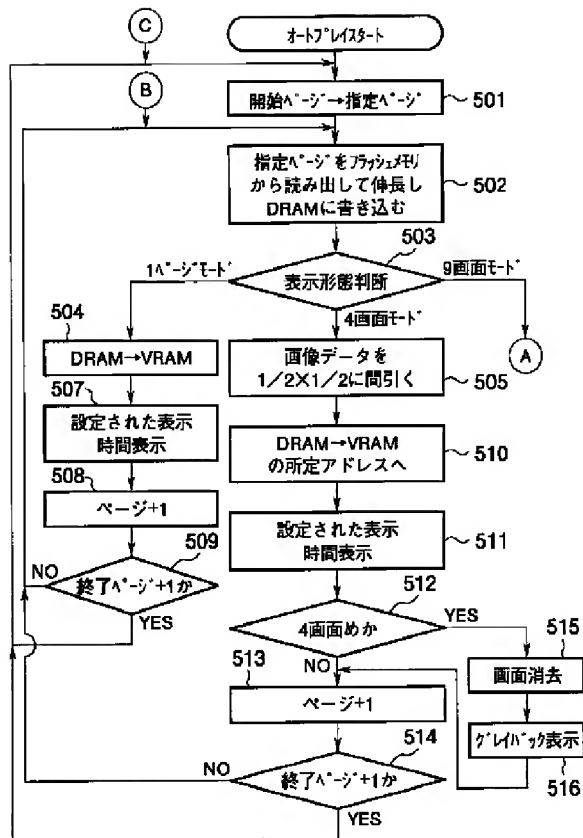 C
オートプレイスタート
B
開始ページ→指定ページ
501
指定ページをフラッシュメモリ
から読み出して伸長し
DRAMに書き込む
502
503
1ページモード
表示形態判断
9画面モード
4画面モード
A
504
DRAM→VRAM
画像データを
1/2×1/2に間引く
505
507
設定された表示
時間表示
DRAM→VRAM
の所定アドレスへ
510
508
ページ+1
設定された表示
時間表示
511
509
NO
終了ページ+1か
YES
512
4画面めか
YES
NO
515
画面消去
513
ページ+1
グレイバック表示
516
514
NO
終了ページ+1か
YES